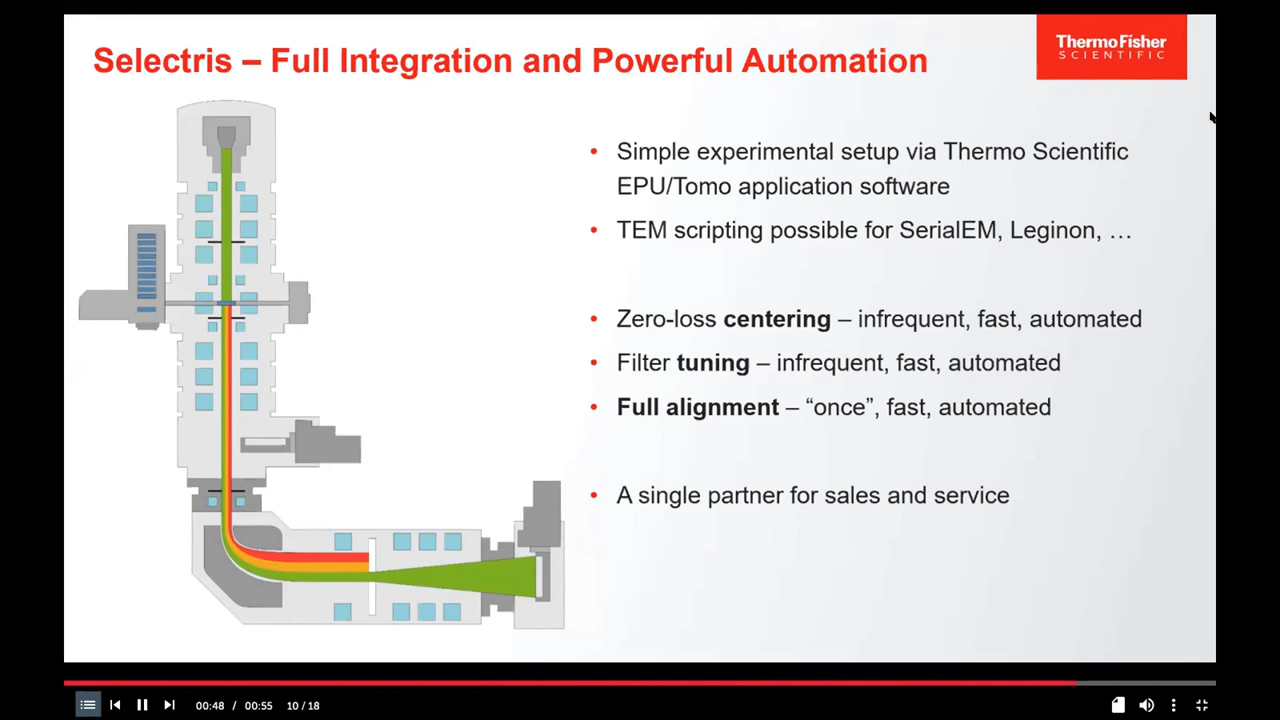 Selectris – Full Integration and Powerful Automation
ThermoFisher
SCIENTIFIC
• Simple experimental setup via Thermo Scientific
EPU/Tomo application software
• TEM scripting possible for SerialEM, Leginon, …
• Zero-loss centering – infrequent, fast, automated
• Filter tuning – infrequent, fast, automated
• Full alignment – “once”, fast, automated
• A single partner for sales and service
00:48 / 00:55 10 / 18